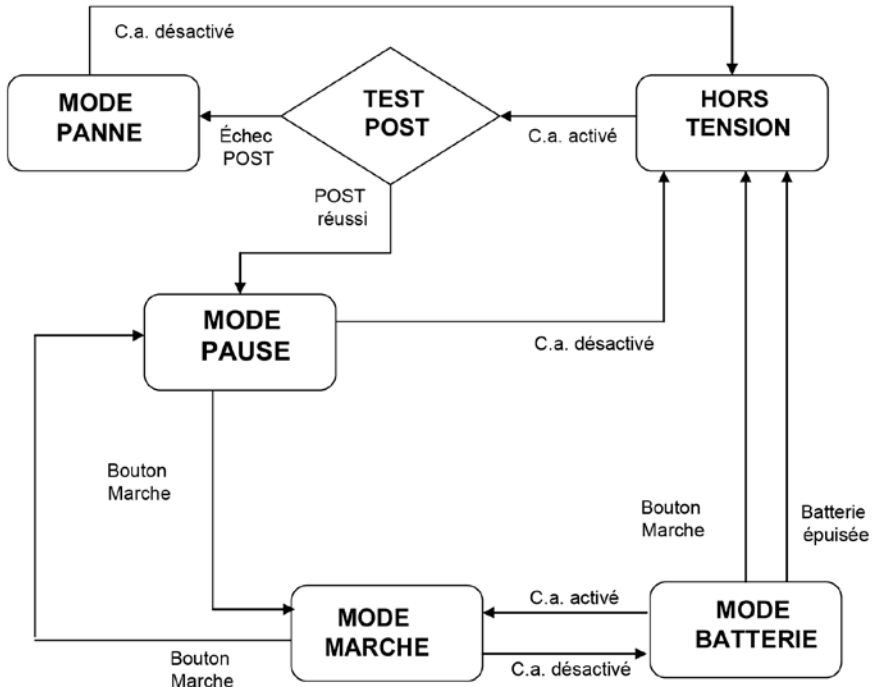 C.a. désactivé
MODE
PANNE
TEST
POST
HORS
TENSION
Échec
POST
C.a. activé
POST
réussi
MODE
PAUSE
C.a. désactivé
Bouton
Marche
Bouton
Marche
Batterie
épuisée
MODE
MARCHE
C.a. activé
MODE
BATTERIE
Bouton
Marche
C.a. désactivé